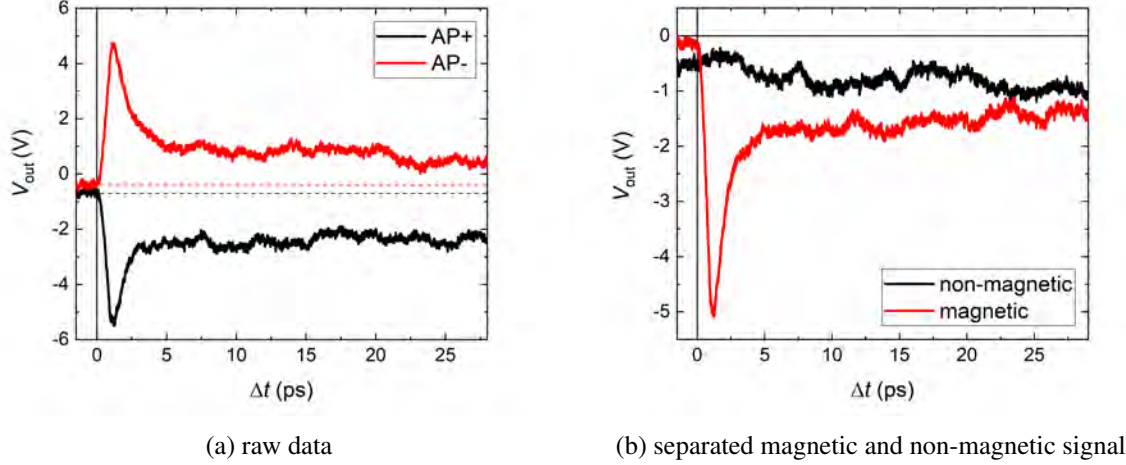 6
4
2
0
-2
-4
-6
V_out (V)
AP+
AP-
0 5 10 15 20 25
Δt (ps)
(a) raw data
0
-1
-2
-3
-4
-5
V_out (V)
non-magnetic
magnetic
0 5 10 15 20 25
Δt (ps)
(b) separated magnetic and non-magnetic signal